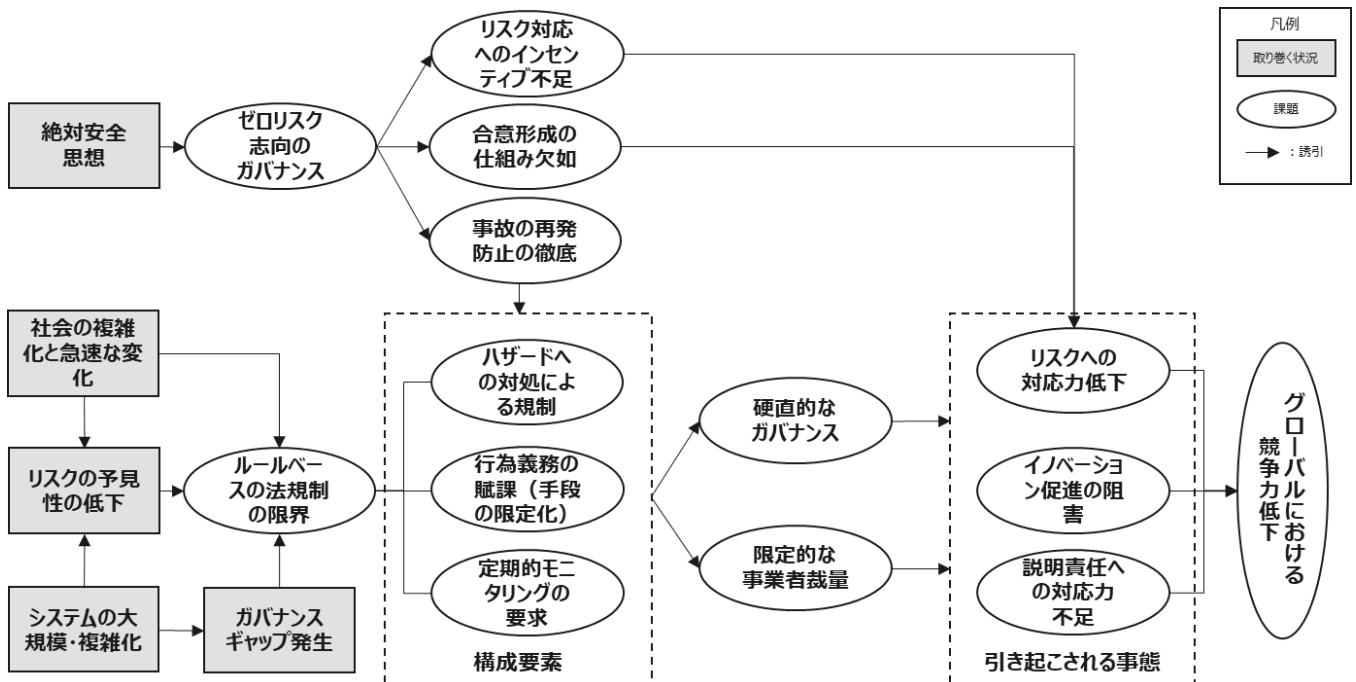 凡例
取り巻く状況
課題
：誘引
リスク対応
へのインセン
ティブ不足
絶対安全
思想
ゼロリスク
志向の
ガバナンス
合意形成の
仕組み欠如
事故の再発
防止の徹底
社会の複雑
化と急速な変
化
リスクの予見
性の低下
システムの大
規模・複雑化
ガバナンス
ギャップ発生
ルールベー
スの法規制
の限界
ハザードへ
の対処によ
る規制
行為義務の
賦課（手段
の限定化）
定期的モニ
タリングの
要求
構成要素
硬直的な
ガバナンス
限定的な
事業者裁量
リスクへの
対応力低下
イノベーショ
ン促進の阻
害
説明責任へ
の対応力
不足
引き起こされる事態
グローバルにおける
競争力低下